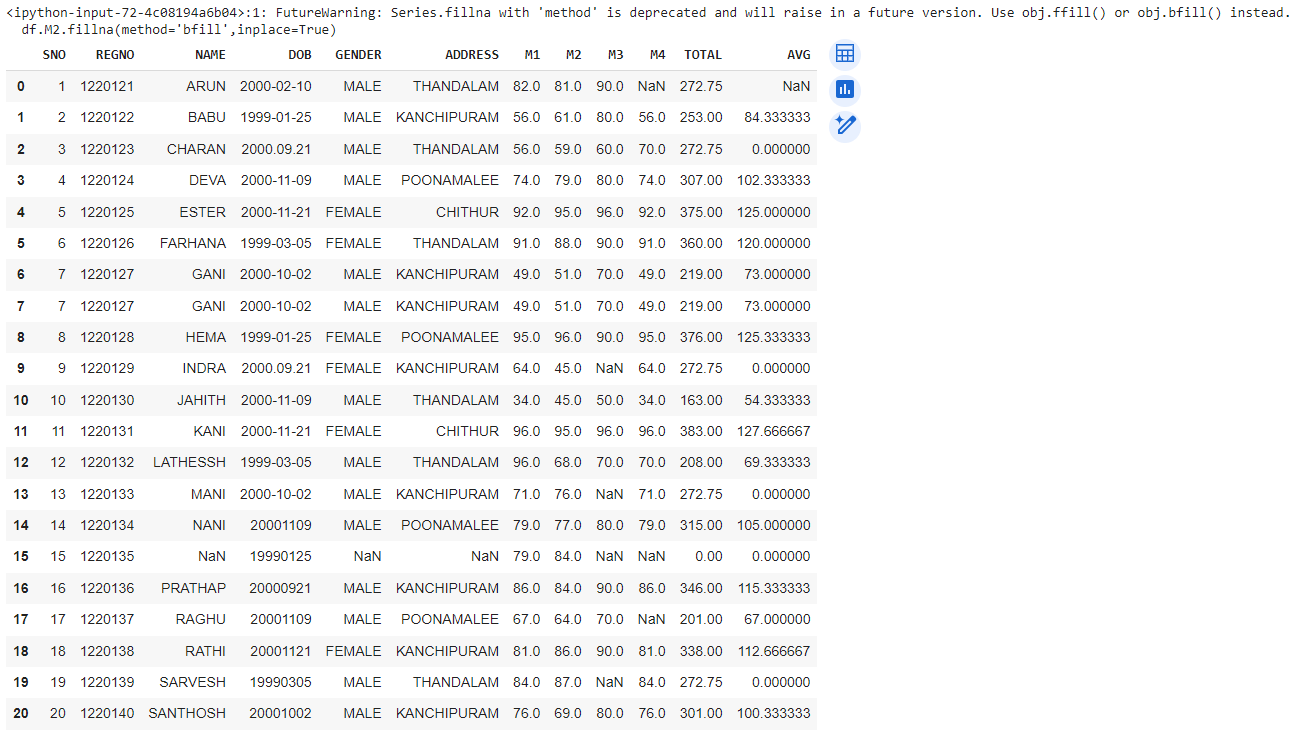 <ipython-input-72-4c08194a6b04>:1: FutureWarning: Series.fillna with 'method' is deprecated and will raise in a future version. Use obj.ffill() or obj.bfill() instead.
df.M2.fillna(method='bfill',inplace=True)
SNO REGNO NAME DOB GENDER ADDRESS M1 M2 M3 M4 TOTAL AVG
0 1 1220121 ARUN 2000-02-10 MALE THANDALAM 82.0 81.0 90.0 NaN 272.75 NaN
1 2 1220122 BABU 1999-01-25 MALE KANCHIPURAM 56.0 61.0 80.0 56.0 253.00 84.333333
2 3 1220123 CHARAN 2000.09.21 MALE THANDALAM 56.0 59.0 60.0 70.0 272.75 0.000000
3 4 1220124 DEVA 2000-11-09 MALE POONAMALEE 74.0 79.0 80.0 74.0 307.00 102.333333
4 5 1220125 ESTER 2000-11-21 FEMALE CHITHUR 92.0 95.0 96.0 92.0 375.00 125.000000
5 6 1220126 FARHANA 1999-03-05 FEMALE THANDALAM 91.0 88.0 90.0 91.0 360.00 120.000000
6 7 1220127 GANI 2000-10-02 MALE KANCHIPURAM 49.0 51.0 70.0 49.0 219.00 73.000000
7 7 1220127 GANI 2000-10-02 MALE KANCHIPURAM 49.0 51.0 70.0 49.0 219.00 73.000000
8 8 1220128 HEMA 1999-01-25 FEMALE POONAMALEE 95.0 96.0 90.0 95.0 376.00 125.333333
9 9 1220129 INDRA 2000.09.21 FEMALE KANCHIPURAM 64.0 45.0 NaN 64.0 272.75 0.000000
10 10 1220130 JAHITH 2000-11-09 MALE THANDALAM 34.0 45.0 50.0 34.0 163.00 54.333333
11 11 1220131 KANI 2000-11-21 FEMALE CHITHUR 96.0 95.0 96.0 96.0 383.00 127.666667
12 12 1220132 LATHESSH 1999-03-05 MALE THANDALAM 96.0 68.0 70.0 70.0 208.00 69.333333
13 13 1220133 MANI 2000-10-02 MALE KANCHIPURAM 71.0 76.0 NaN 71.0 272.75 0.000000
14 14 1220134 NANI 20001109 MALE POONAMALEE 79.0 77.0 80.0 79.0 315.00 105.000000
15 15 1220135 NaN 19990125 NaN NaN 79.0 84.0 NaN NaN 0.00 0.000000
16 16 1220136 PRATHAP 20000921 MALE KANCHIPURAM 86.0 84.0 90.0 86.0 346.00 115.333333
17 17 1220137 RAGHU 20001109 MALE POONAMALEE 67.0 64.0 70.0 NaN 201.00 67.000000
18 18 1220138 RATHI 20001121 FEMALE KANCHIPURAM 81.0 86.0 90.0 81.0 338.00 112.666667
19 19 1220139 SARVESH 19990305 MALE THANDALAM 84.0 87.0 NaN 84.0 272.75 0.000000
20 20 1220140 SANTHOSH 20001002 MALE KANCHIPURAM 76.0 69.0 80.0 76.0 301.00 100.333333